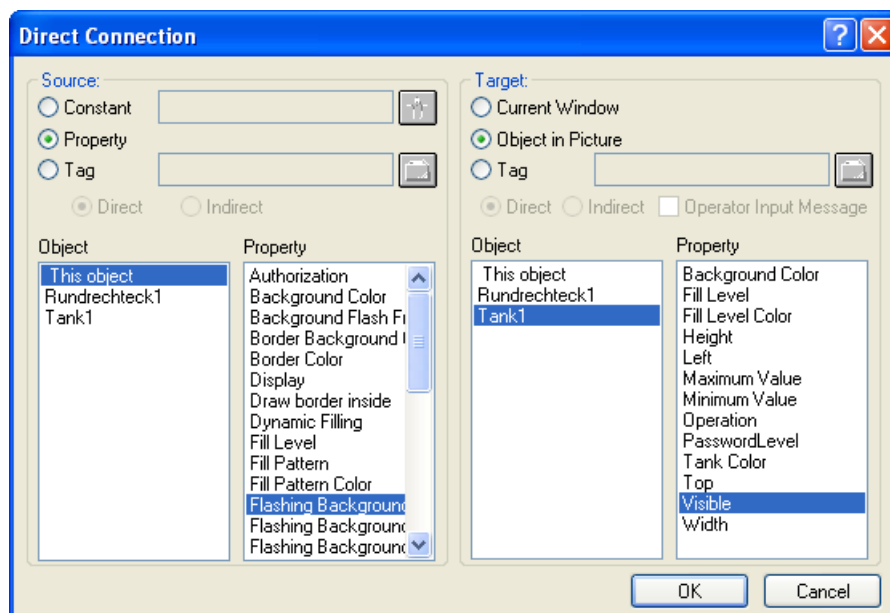 Direct Connection
Source:
Constant
Property
Tag
Direct Indirect
Object Property
This object
Rundrechteck1
Tank1
Authorization
Background Color
Background Flash
Border Background
Border Color
Display
Draw border inside
Dynamic Filling
Fill Level
Fill Pattern
Fill Pattern Color
Flashing Background
Flashing Background
Flashing Background
Target:
Current Window
Object in Picture
Tag
Direct Indirect Operator Input Message
Object Property
This object
Rundrechteck1
Tank1
Background Color
Fill Level
Fill Level Color
Height
Left
Maximum Value
Minimum Value
Operation
PasswordLevel
Tank Color
Top
Visible
Width
OK Cancel